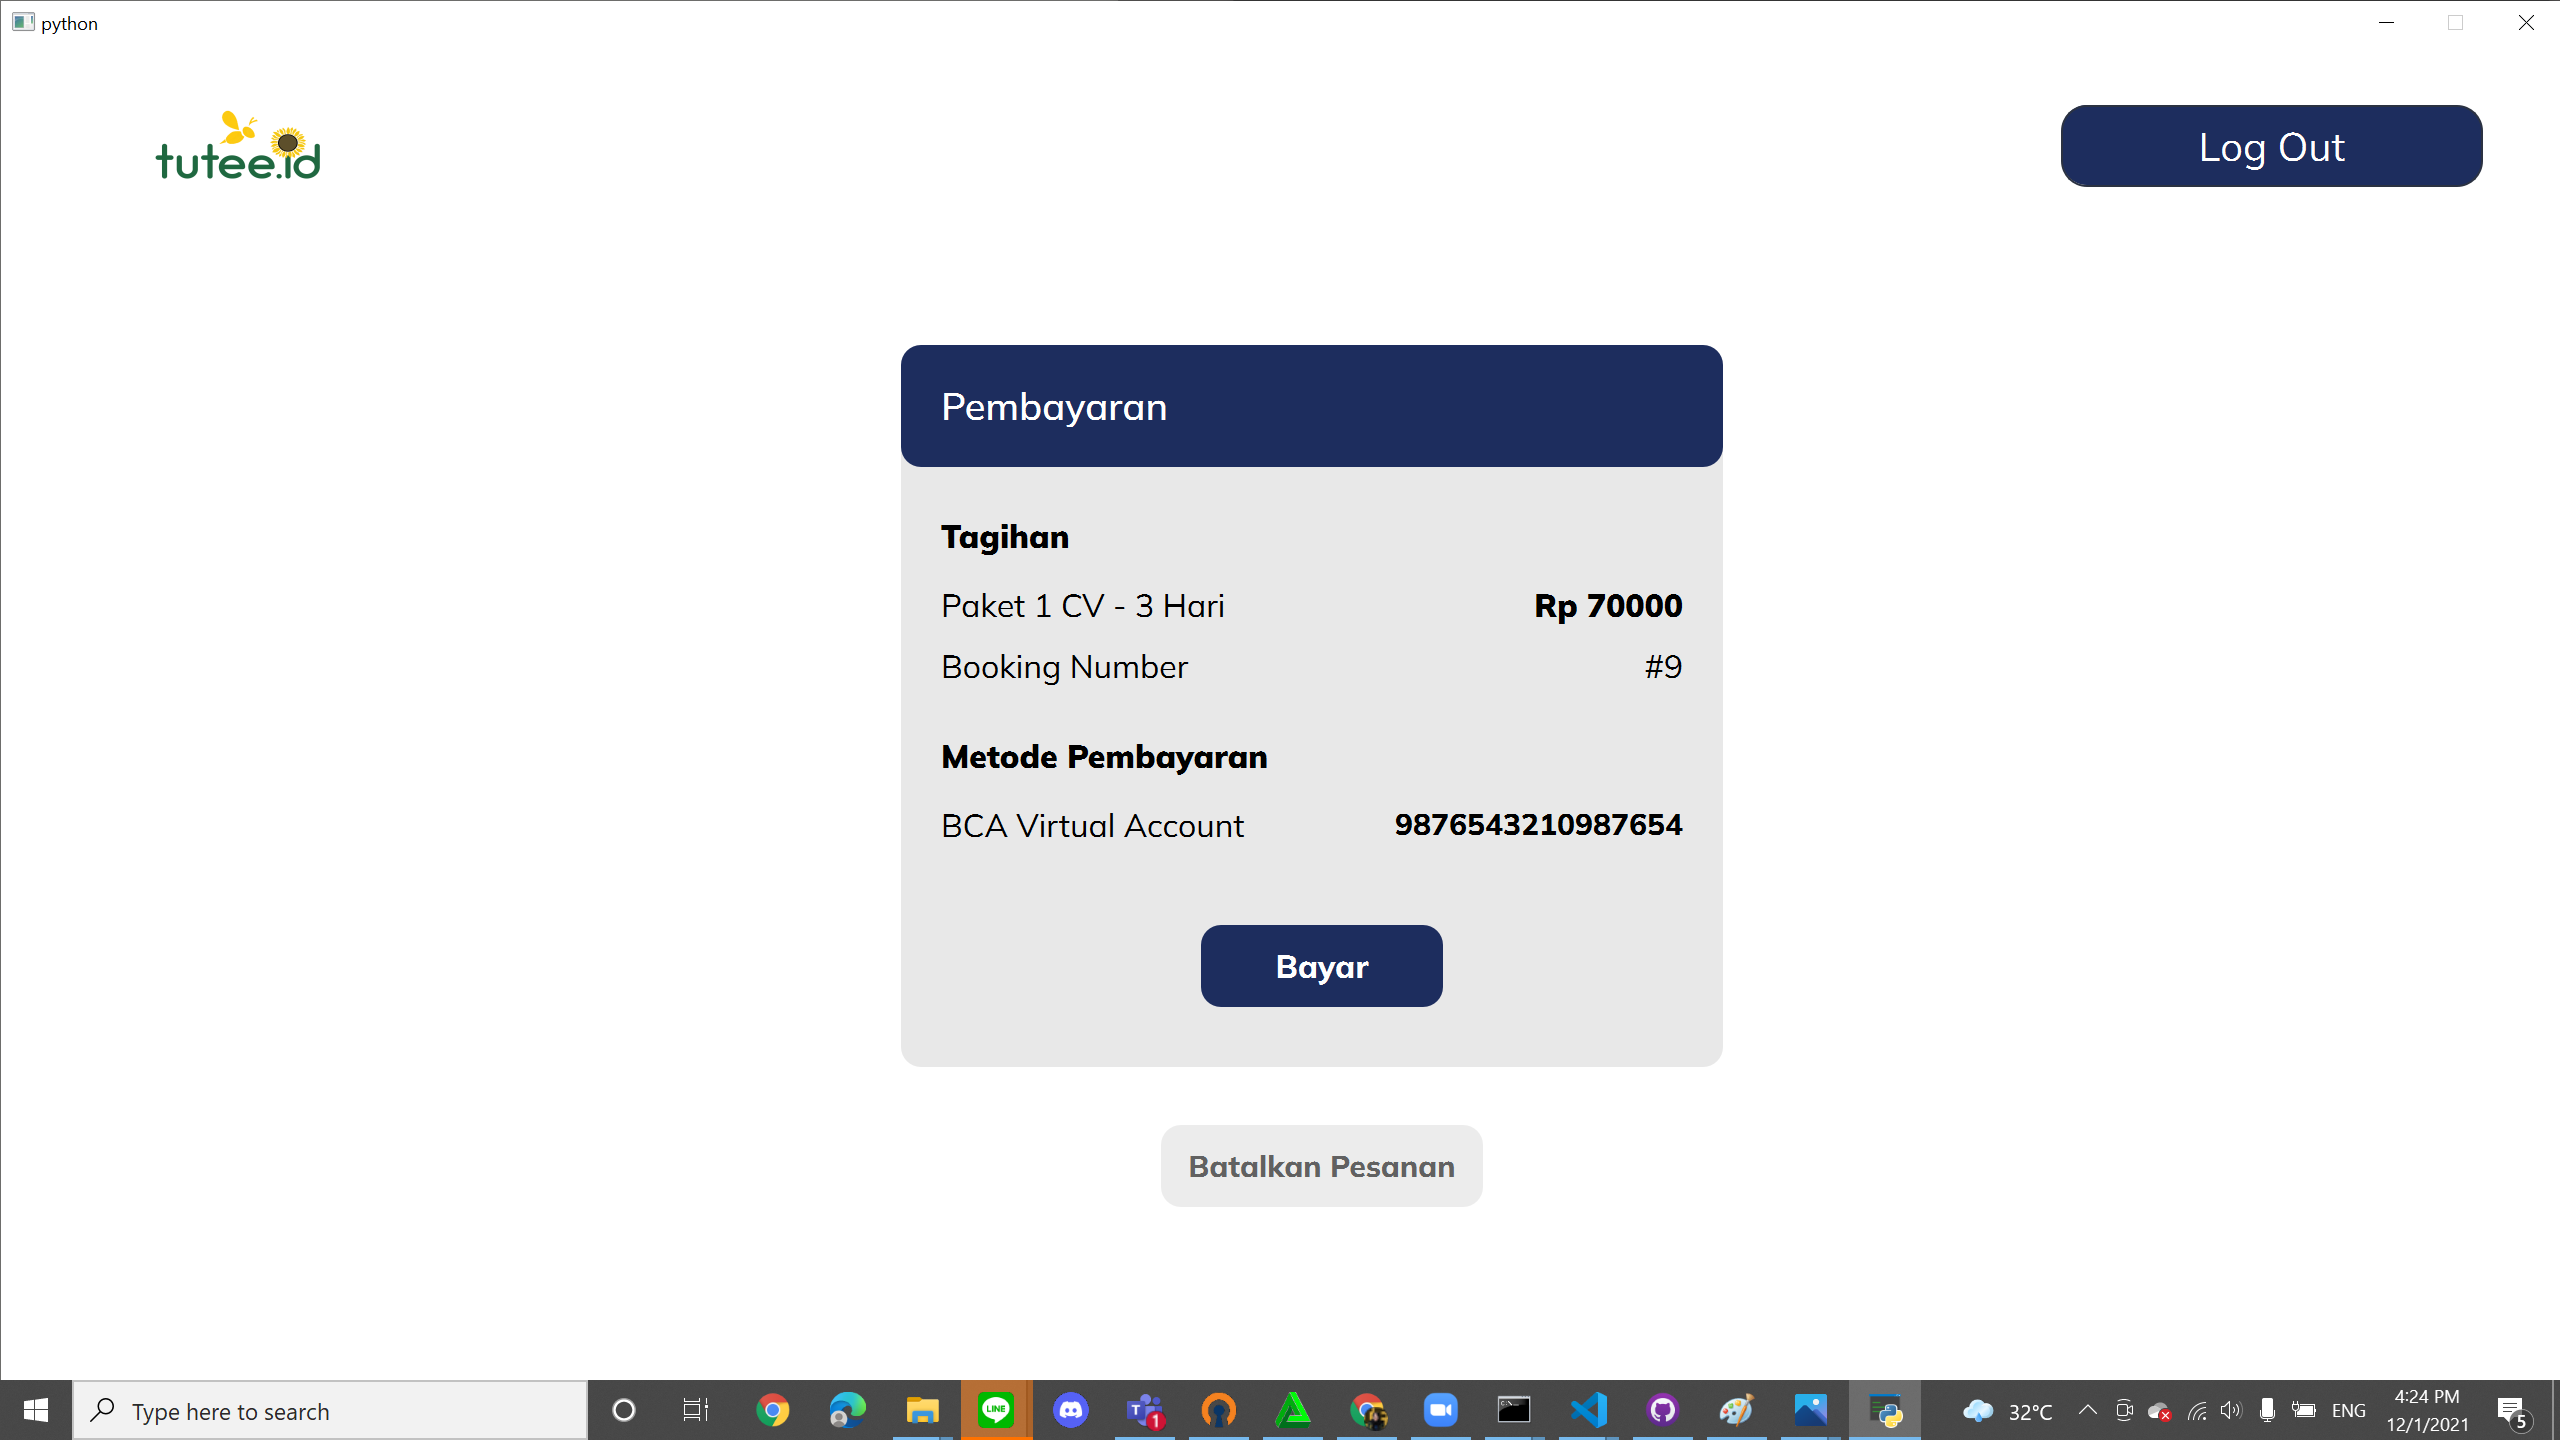 python
tutee.id
Log Out
Pembayaran
Tagihan
Paket 1 CV - 3 Hari Rp 70000
Booking Number #9
Metode Pembayaran
BCA Virtual Account 9876543210987654
Bayar
Batalkan Pesanan
Type here to search
LINE
T 1
32°C
ENG
4:24 PM
12/1/2021
5